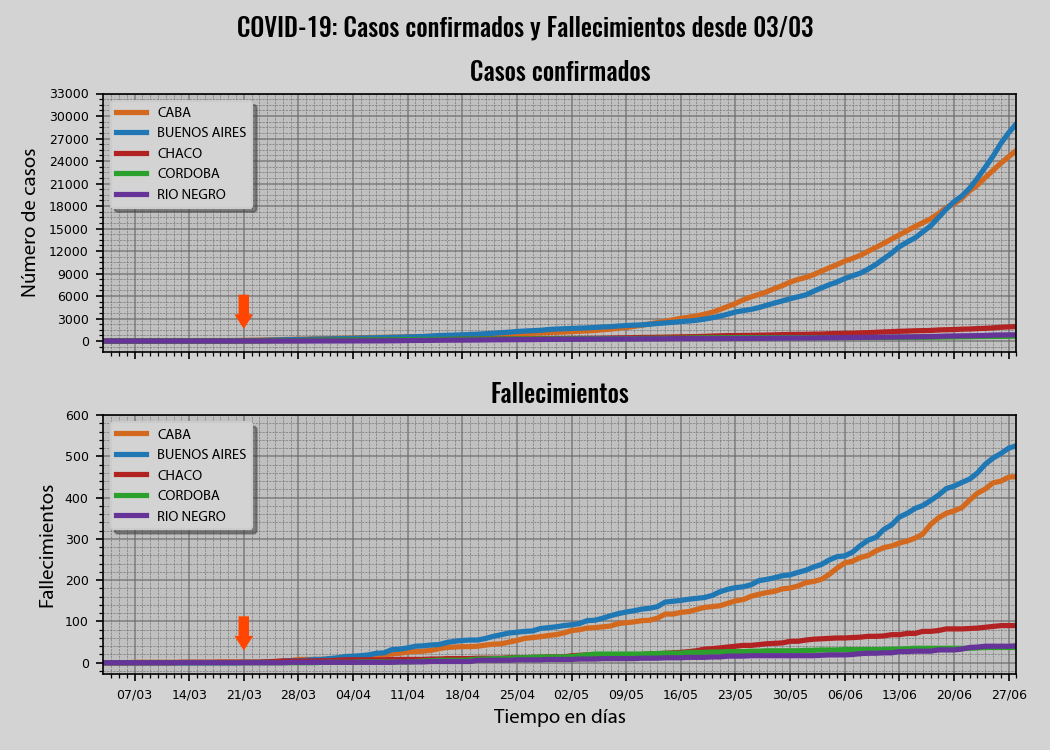 COVID-19: Casos confirmados y Fallecimientos desde 03/03
Casos confirmados
33000
30000
27000
24000
21000
18000
15000
12000
9000
6000
3000
0
Número de casos
CABA
BUENOS AIRES
CHACO
CORDOBA
RIO NEGRO
Fallecimientos
600
500
400
300
200
100
0
Fallecimientos
CABA
BUENOS AIRES
CHACO
CORDOBA
RIO NEGRO
07/03 14/03 21/03 28/03 04/04 11/04 18/04 25/04 02/05 09/05 16/05 23/05 30/05 06/06 13/06 20/06 27/06
Tiempo en días